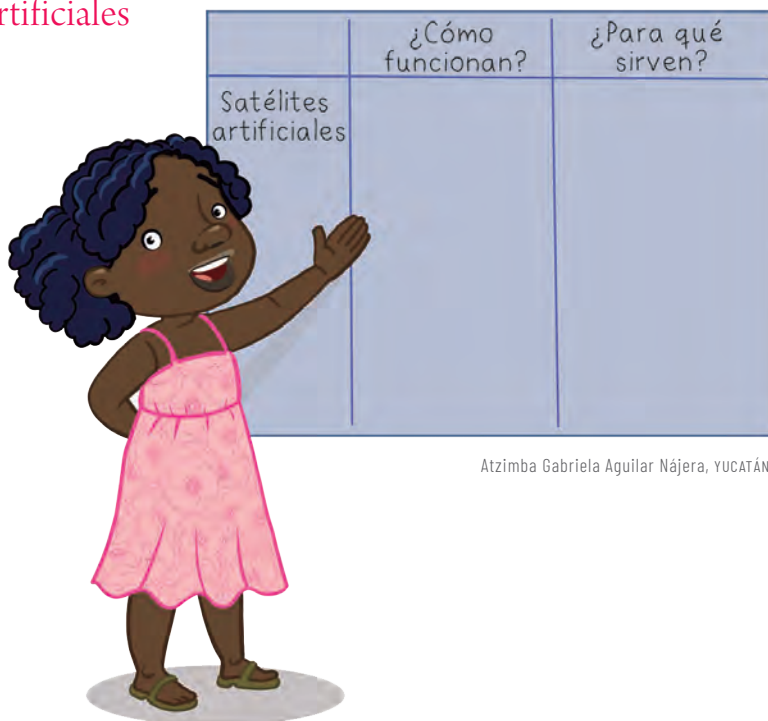 rtificiales
¿Cómo
funcionan?
¿Para qué
sirven?
Satélites
artificiales
Atzimba Gabriela Aguilar Nájera, YUCATÁN